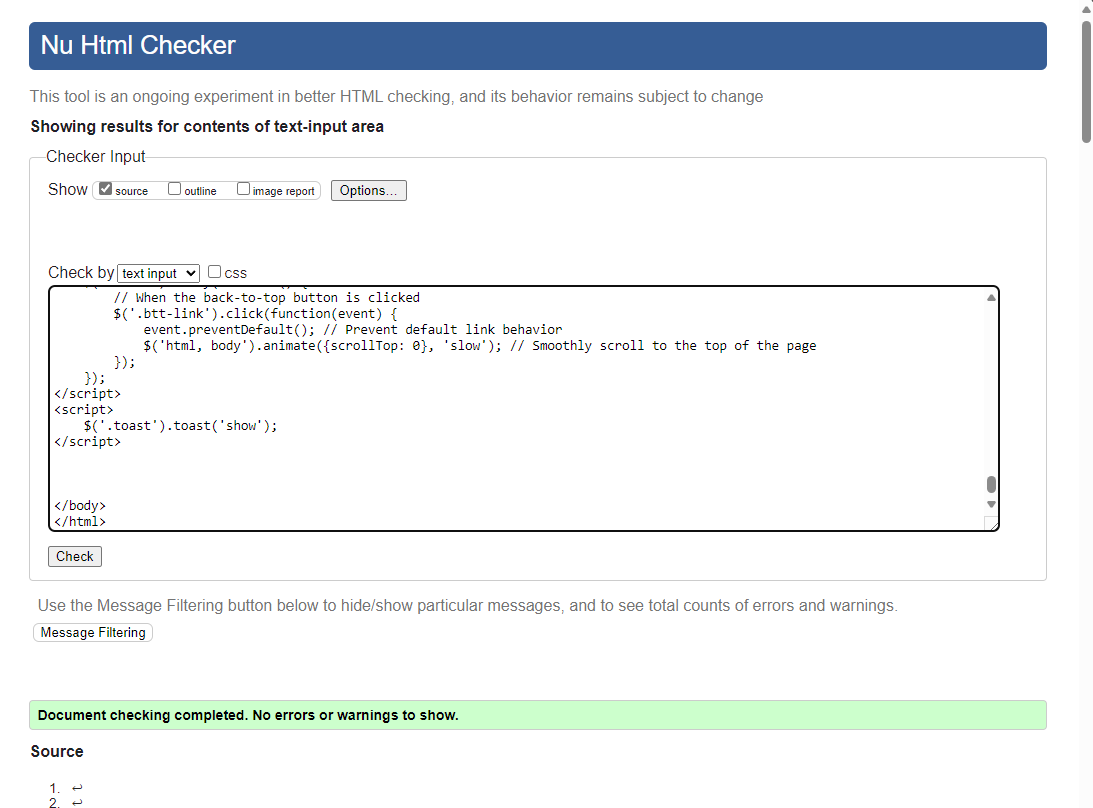 Nu Html Checker
This tool is an ongoing experiment in better HTML checking, and its behavior remains subject to change
Showing results for contents of text-input area
Checker Input
Show source outline image report Options...
Check by text input css
// When the back-to-top button is clicked
$('.btt-link').click(function(event) {
event.preventDefault(); // Prevent default link behavior
$('html, body').animate({scrollTop: 0}, 'slow'); // Smoothly scroll to the top of the page
});
});
</script>
<script>
$('.toast').toast('show');
</script>
</body>
</html>
Check
Use the Message Filtering button below to hide/show particular messages, and to see total counts of errors and warnings.
Message Filtering
Document checking completed. No errors or warnings to show.
Source
1. ↩
2. ↩